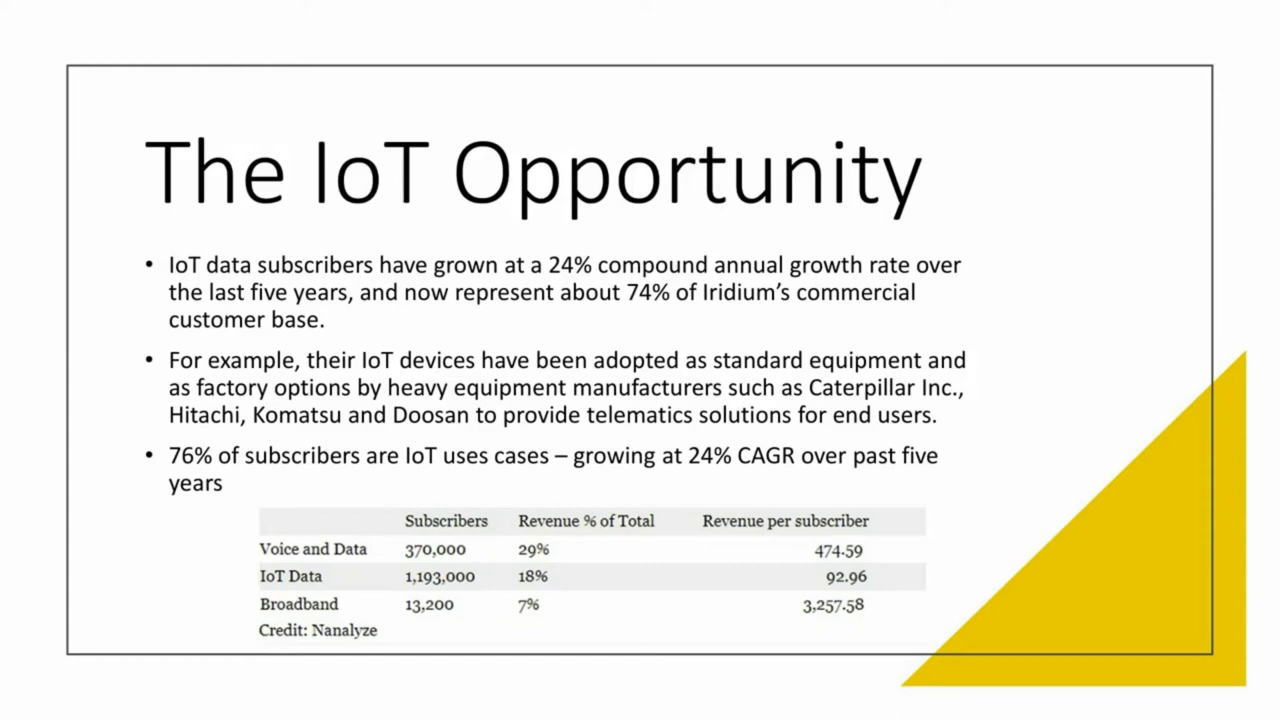 The IoT Opportunity
• IoT data subscribers have grown at a 24% compound annual growth rate over
the last five years, and now represent about 74% of Iridium's commercial
customer base.
• For example, their IoT devices have been adopted as standard equipment and
as factory options by heavy equipment manufacturers such as Caterpillar Inc.,
Hitachi, Komatsu and Doosan to provide telematics solutions for end users.
• 76% of subscribers are IoT uses cases – growing at 24% CAGR over past five
years
Subscribers Revenue % of Total Revenue per subscriber
Voice and Data 370,000 29% 474.59
IoT Data 1,193,000 18% 92.96
Broadband 13,200 7% 3,257.58
Credit: Nanalyze